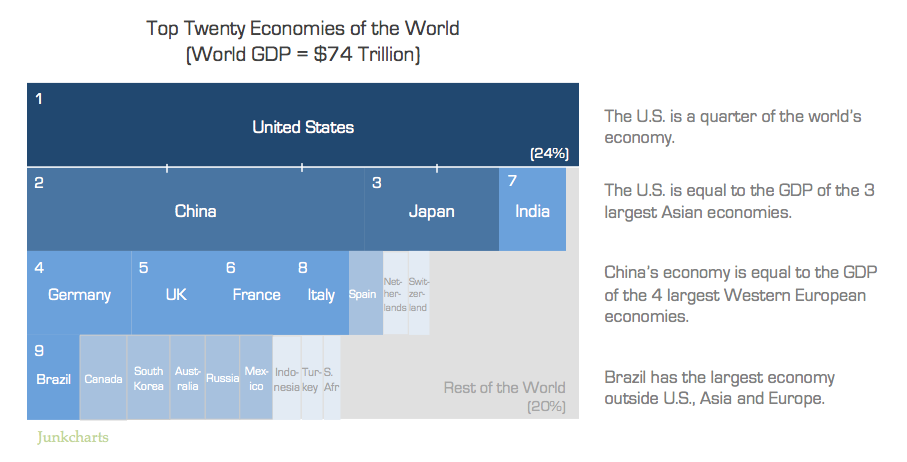 Top Twenty Economies of the World
(World GDP = $74 Trillion)
1
United States
(24%)
The U.S. is a quarter of the world's
economy.
2
China
3
Japan
7
India
The U.S. is equal to the GDP of the 3
largest Asian economies.
4
Germany
5
UK
6
France
8
Italy
Spain
Net-
her-
lands
Swit-
zer-
land
China's economy is equal to the GDP
of the 4 largest Western European
economies.
9
Brazil
Canada
South
Korea
Aust-
ralia
Russia
Mex-
ico
Indo-
nesia
Tur-
key
S.
Afr
Rest of the World
(20%)
Brazil has the largest economy
outside U.S., Asia and Europe.
Junkcharts